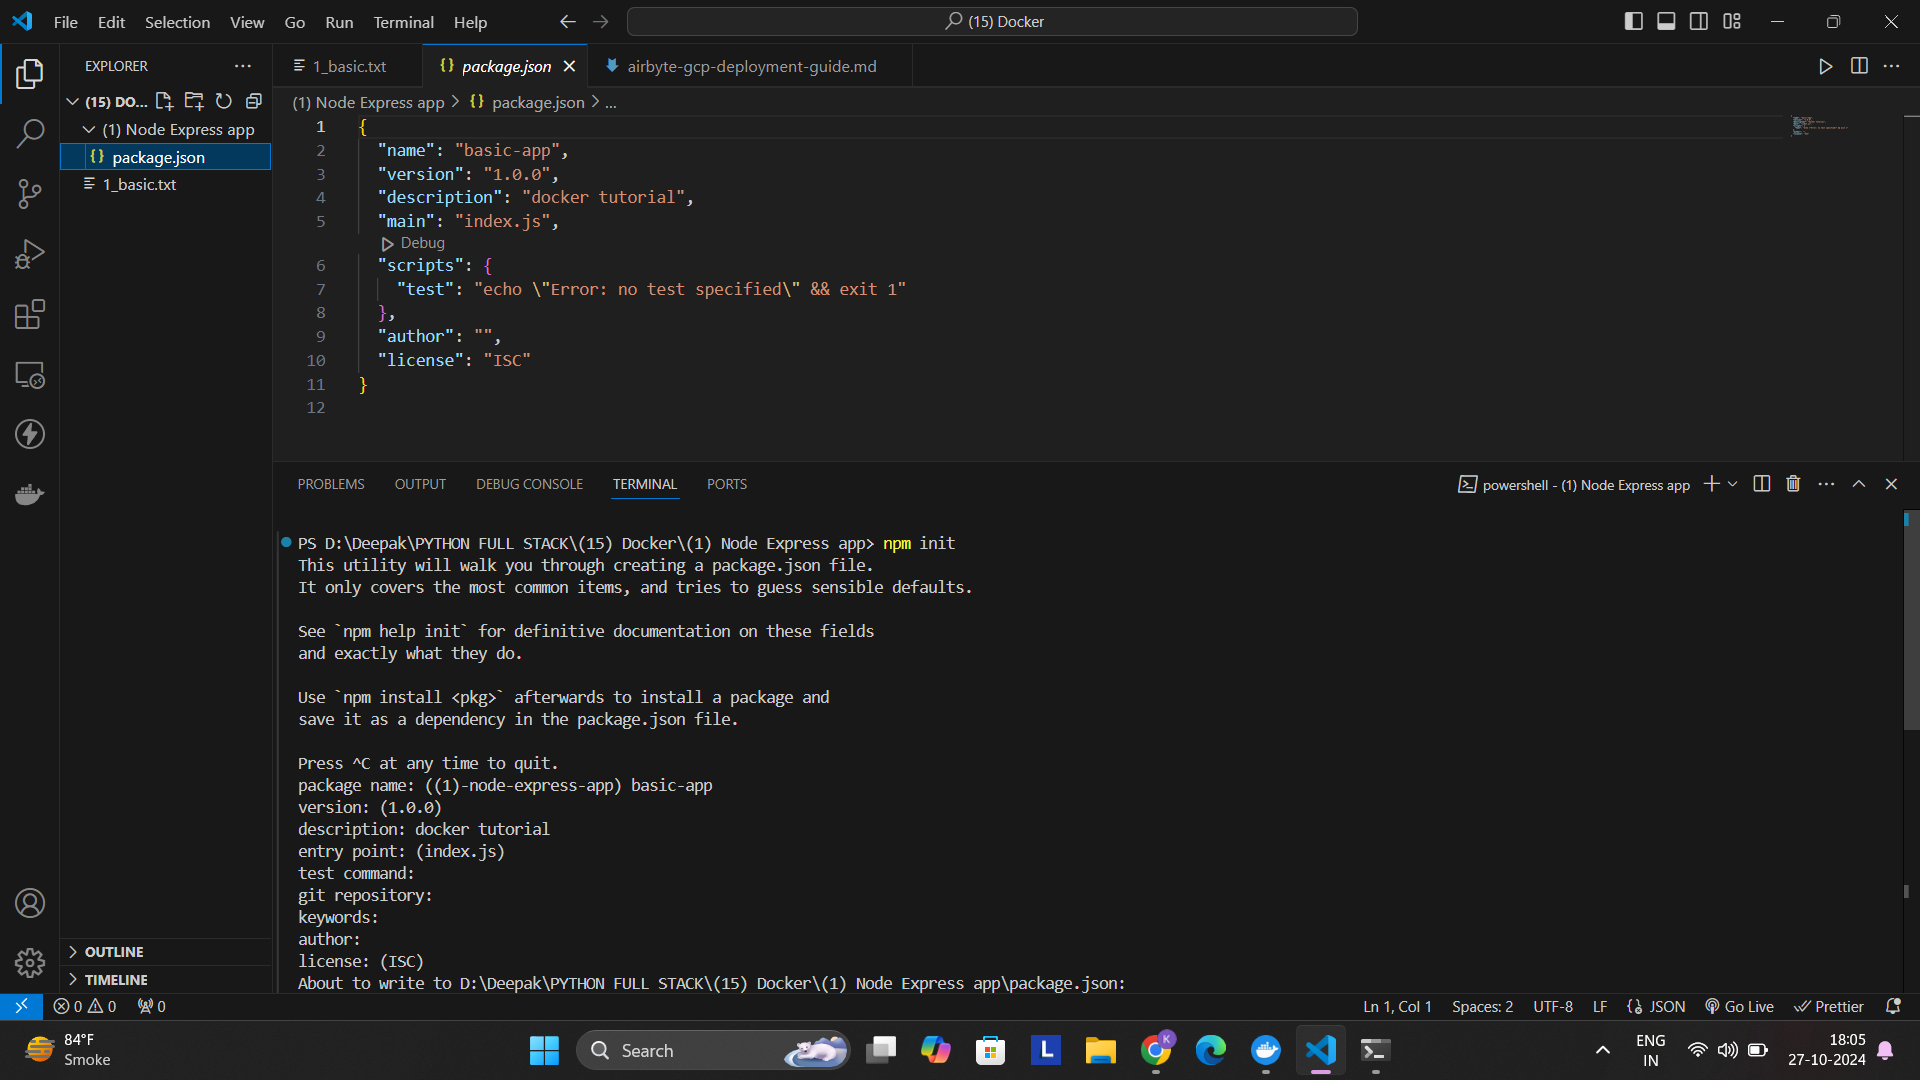 File Edit Selection View Go Run Terminal Help
(15) Docker
EXPLORER
(15) DO...
(1) Node Express app
package.json
1_basic.txt
OUTLINE
TIMELINE
1_basic.txt
package.json
airbyte-gcp-deployment-guide.md
(1) Node Express app > {} package.json > ...
1 {
2 "name": "basic-app",
3 "version": "1.0.0",
4 "description": "docker tutorial",
5 "main": "index.js",
Debug
6 "scripts": {
7 "test": "echo \"Error: no test specified\" && exit 1"
8 },
9 "author": "",
10 "license": "ISC"
11 }
12
PROBLEMS OUTPUT DEBUG CONSOLE TERMINAL PORTS
powershell - (1) Node Express app
PS D:\Deepak\PYTHON FULL STACK\(15) Docker\(1) Node Express app> npm init
This utility will walk you through creating a package.json file.
It only covers the most common items, and tries to guess sensible defaults.
See `npm help init` for definitive documentation on these fields
and exactly what they do.
Use `npm install <pkg>` afterwards to install a package and
save it as a dependency in the package.json file.
Press ^C at any time to quit.
package name: ((1)-node-express-app) basic-app
version: (1.0.0)
description: docker tutorial
entry point: (index.js)
test command:
git repository:
keywords:
author:
license: (ISC)
About to write to D:\Deepak\PYTHON FULL STACK\(15) Docker\(1) Node Express app\package.json:
0 0 0
Ln 1, Col 1 Spaces: 2 UTF-8 LF {} JSON Go Live Prettier
84°F
Smoke
Search
L
K
ENG
IN
18:05
27-10-2024